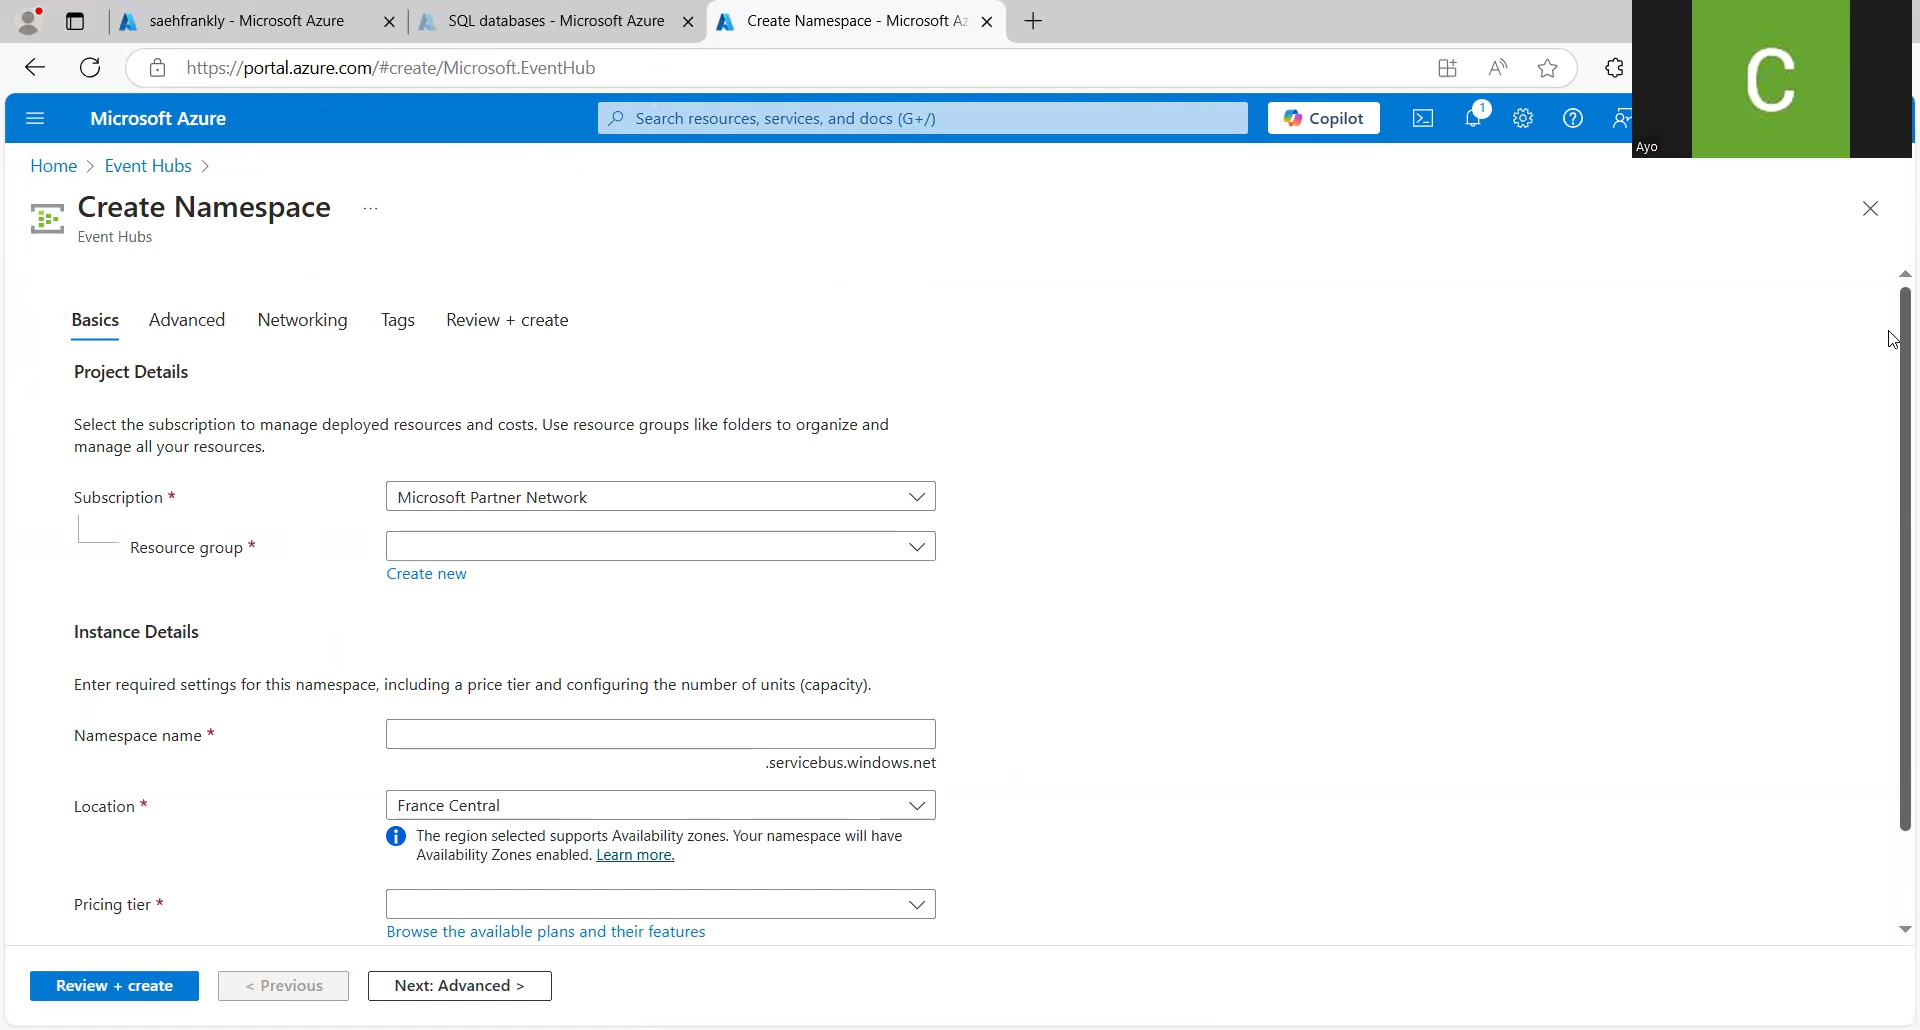 saehfrankly - Microsoft Azure
SQL databases - Microsoft Azure
Create Namespace - Microsoft Az
https://portal.azure.com/#create/Microsoft.EventHub
Microsoft Azure
Search resources, services, and docs (G+/)
Copilot
1
C
Ayo
Home > Event Hubs >
Create Namespace
...
Event Hubs
Basics
Advanced
Networking
Tags
Review + create
Project Details
Select the subscription to manage deployed resources and costs. Use resource groups like folders to organize and
manage all your resources.
Subscription *
Microsoft Partner Network
Resource group *
Create new
Instance Details
Enter required settings for this namespace, including a price tier and configuring the number of units (capacity).
Namespace name *
.servicebus.windows.net
Location *
France Central
The region selected supports Availability zones. Your namespace will have
Availability Zones enabled. Learn more.
Pricing tier *
Browse the available plans and their features
Review + create
< Previous
Next: Advanced >